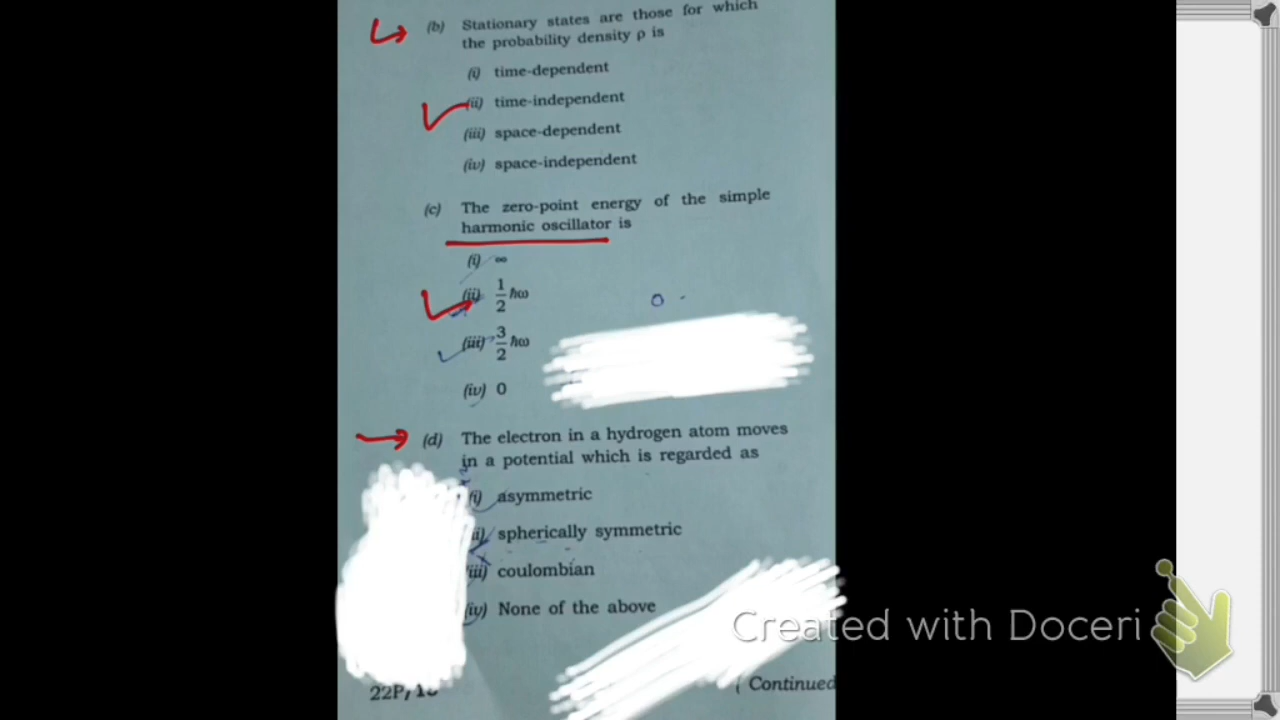 (b) Stationary states are those for which
the probability density ρ is
(i) time-dependent
(ii) time-independent
(iii) space-dependent
(iv) space-independent
(c) The zero-point energy of the simple
harmonic oscillator is
(i) ∞
(ii) 1/2 ħω
(iii) 3/2 ħω
(iv) 0
(d) The electron in a hydrogen atom moves
in a potential which is regarded as
(i) asymmetric
ii) spherically symmetric
iii) coulombian
(iv) None of the above
Created with Doceri
22P/
( Continued